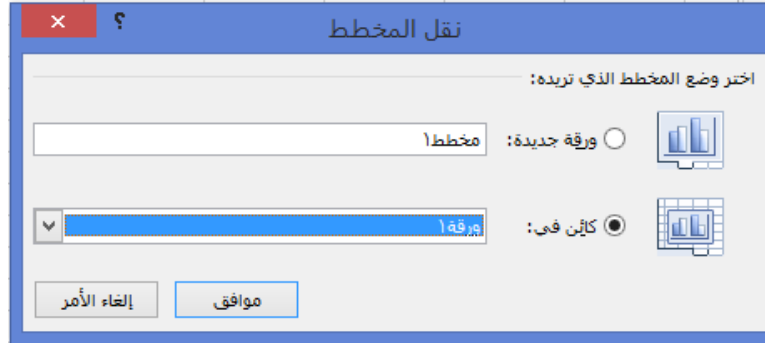 نقل المخطط ؟
اختر وضع المخطط الذي تريده:
ورقة جديدة: مخطط١
كائن في: ورقة١
موافق إلغاء الأمر